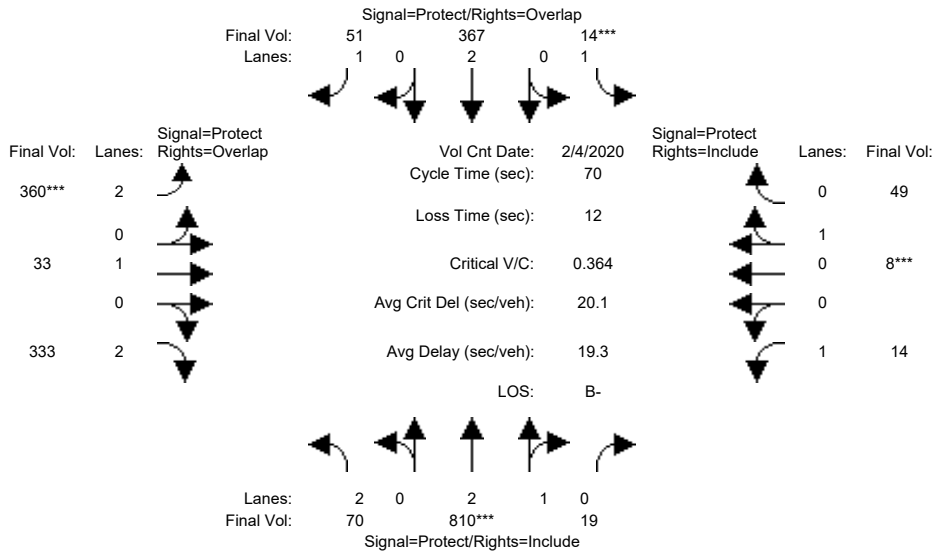 Signal=Protect/Rights=Overlap
Final Vol: 51 367 14***
Lanes: 1 0 2 0 1
Signal=Protect
Final Vol: Lanes: Rights=Overlap
Vol Cnt Date: 2/4/2020
Signal=Protect
Rights=Include Lanes: Final Vol:
Cycle Time (sec): 70
360*** 2
0 49
Loss Time (sec): 12
0
1
33 1
Critical V/C: 0.364
0 8***
0
Avg Crit Del (sec/veh): 20.1
0
333 2
Avg Delay (sec/veh): 19.3
1 14
LOS: B-
Lanes: 2 0 2 1 0
Final Vol: 70 810*** 19
Signal=Protect/Rights=Include